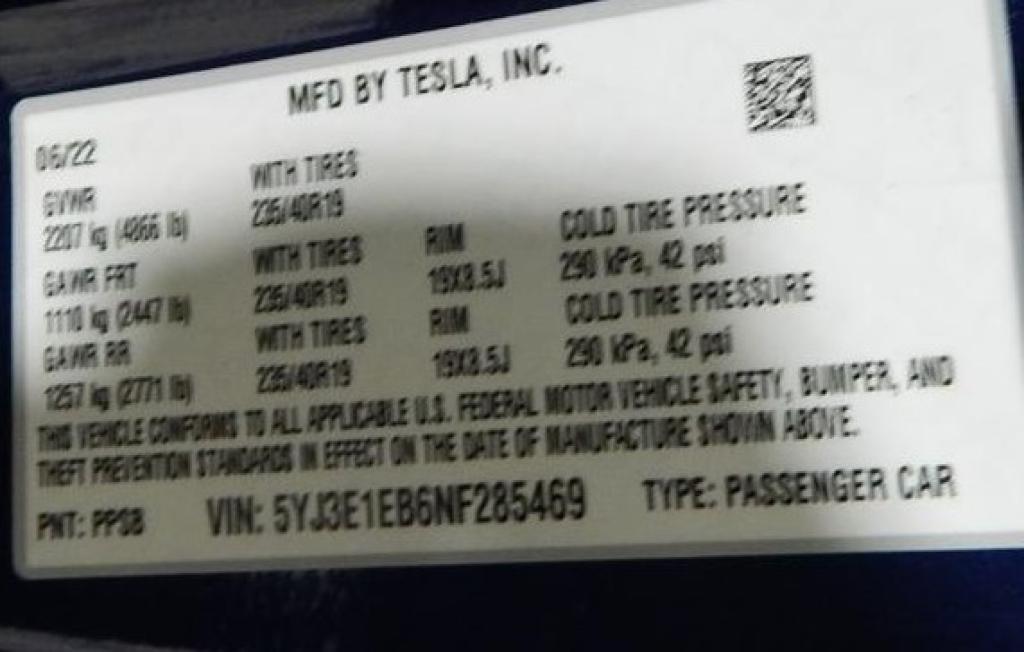 MFD BY TESLA, INC.
06/22
GVWR WITH TIRES
2207 kg (4866 lb) 235/40R19
GAWR FRT WITH TIRES RIM COLD TIRE PRESSURE
1110 kg (2447 lb) 235/40R19 19X8.5J 290 kPa, 42 psi
GAWR RR WITH TIRES RIM COLD TIRE PRESSURE
1257 kg (2771 lb) 235/40R19 19X8.5J 290 kPa, 42 psi
THIS VEHICLE CONFORMS TO ALL APPLICABLE U.S. FEDERAL MOTOR VEHICLE SAFETY, BUMPER, AND
THEFT PREVENTION STANDARDS IN EFFECT ON THE DATE OF MANUFACTURE SHOWN ABOVE.
PNT: PPSB VIN: 5YJ3E1EB6NF285469 TYPE: PASSENGER CAR